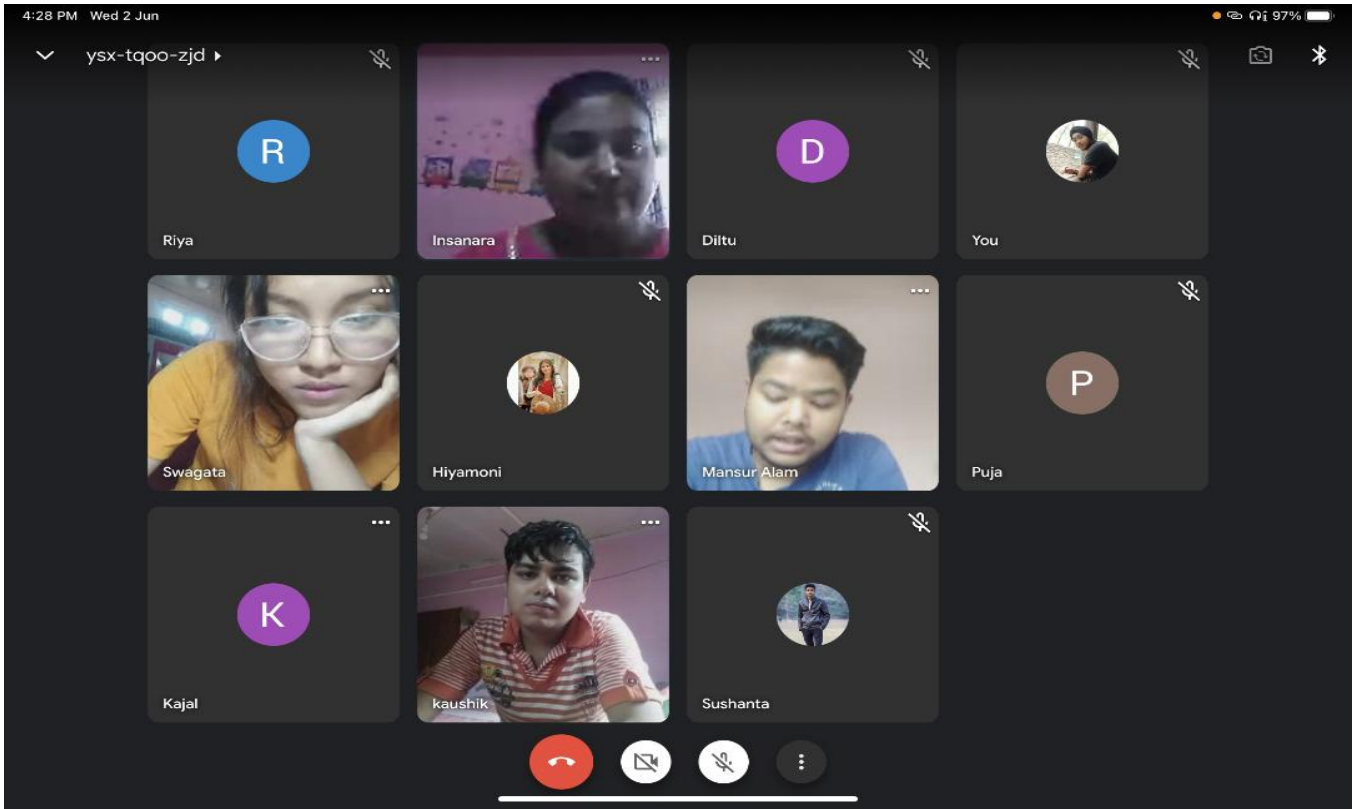 4:28 PM Wed 2 Jun 97%
ysx-tqoo-zjd
R
D
Riya
Insanara
Diltu
You
P
Swagata
Hiyamoni
Mansur Alam
Puja
K
Kajal
kaushik
Sushanta